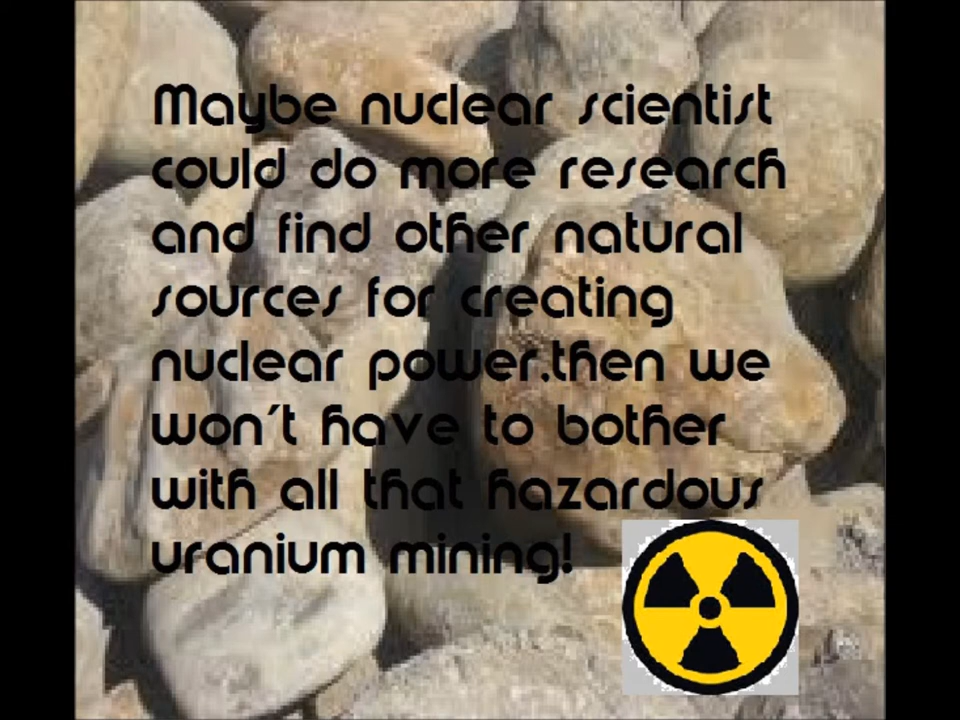 Maybe nuclear scientist
could do more research
and find other natural
sources for creating
nuclear power.then we
won't have to bother
with all that hazardous
uranium mining!